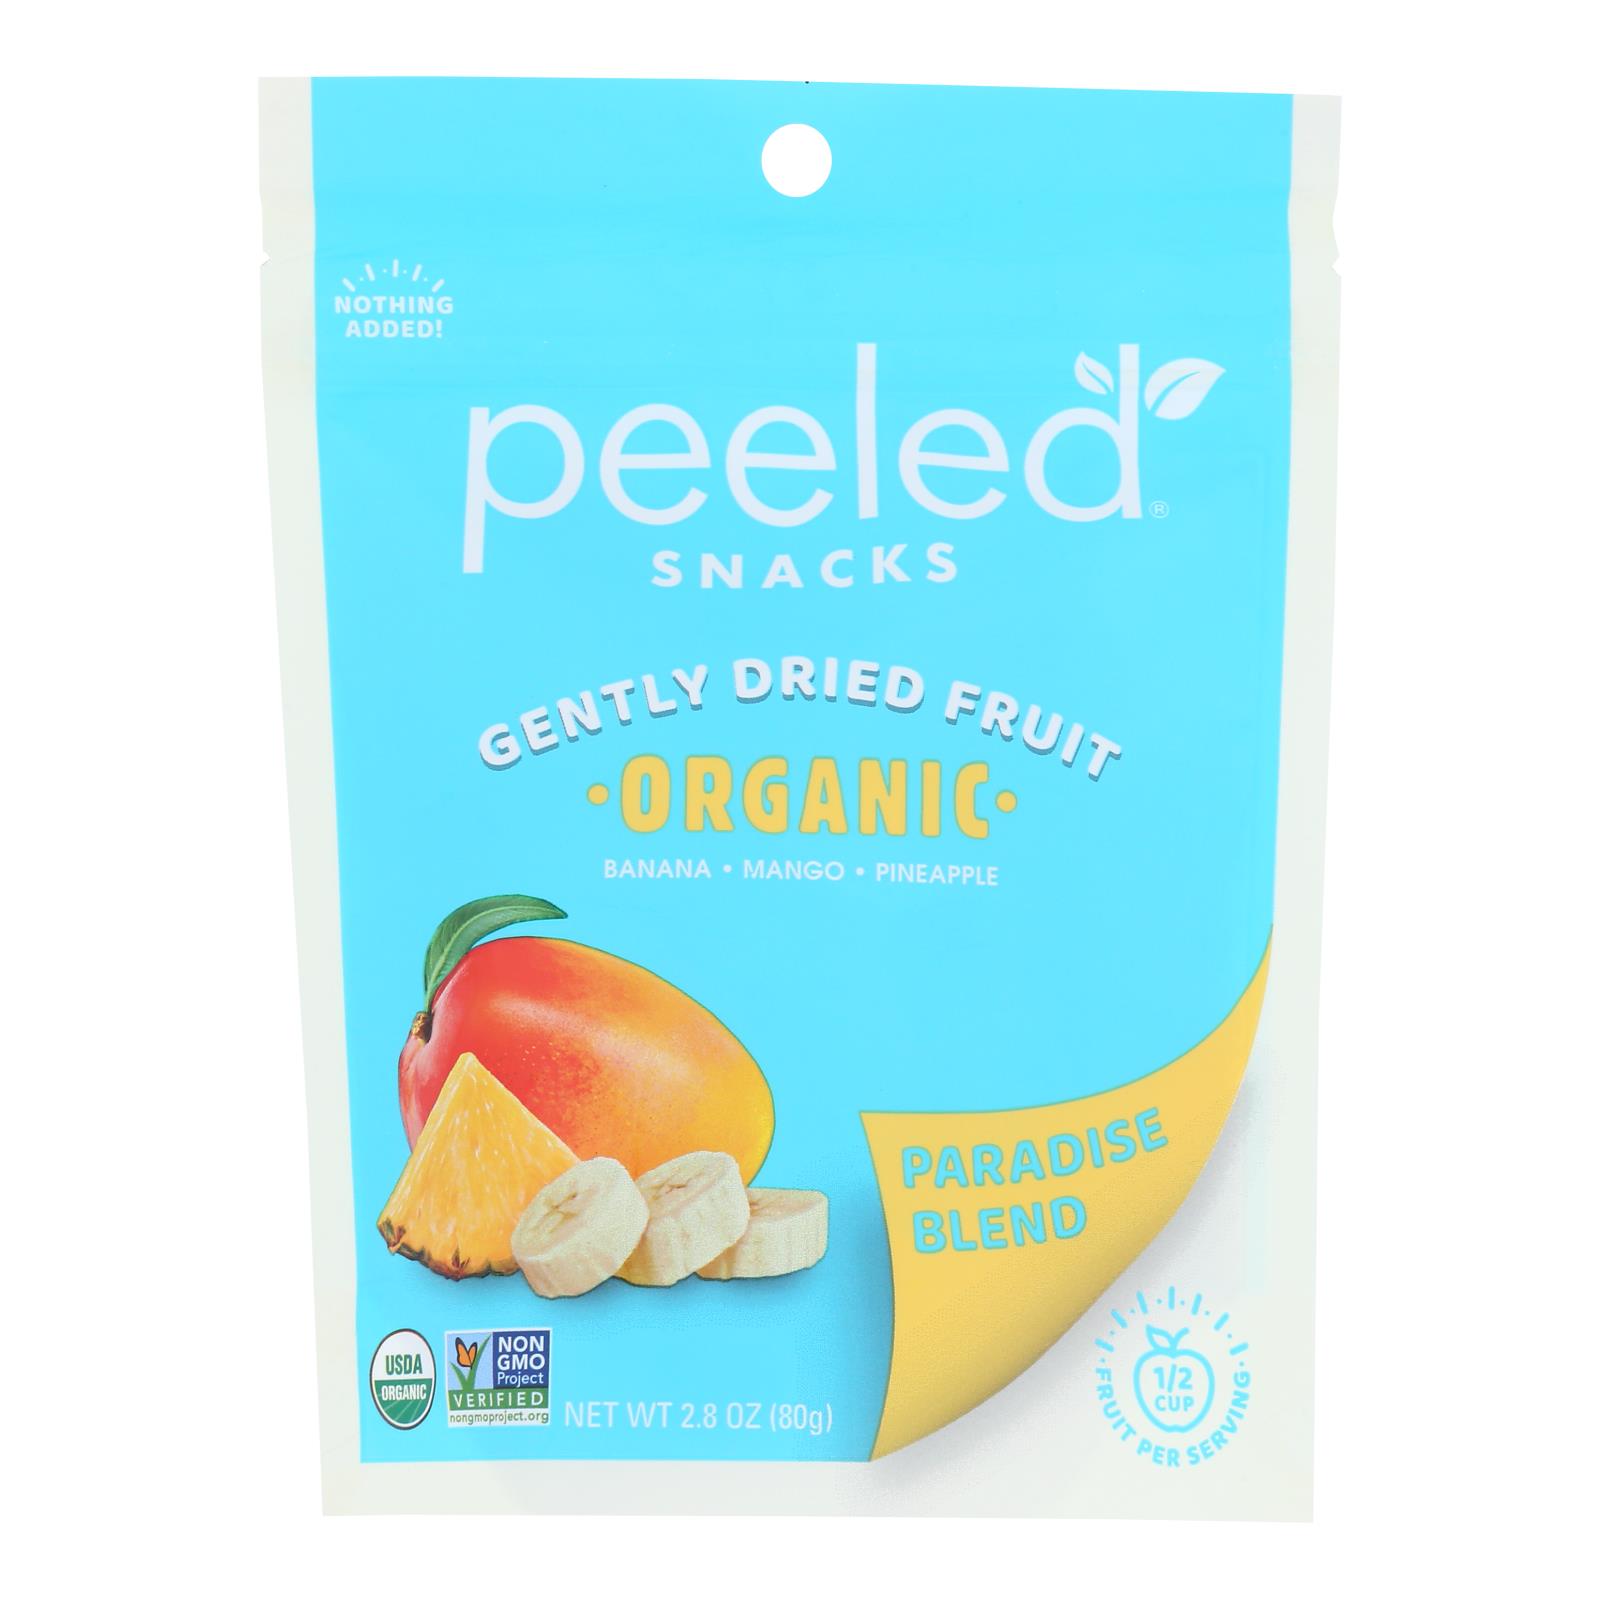 NOTHING
ADDED!
peeled®
SNACKS
GENTLY DRIED FRUIT
•ORGANIC•
BANANA • MANGO • PINEAPPLE
PARADISE
BLEND
USDA
ORGANIC
NON
GMO
Project
VERIFIED
nongmoproject.org
NET WT 2.8 OZ (80g)
1/2
CUP
•FRUIT PER SERVING•